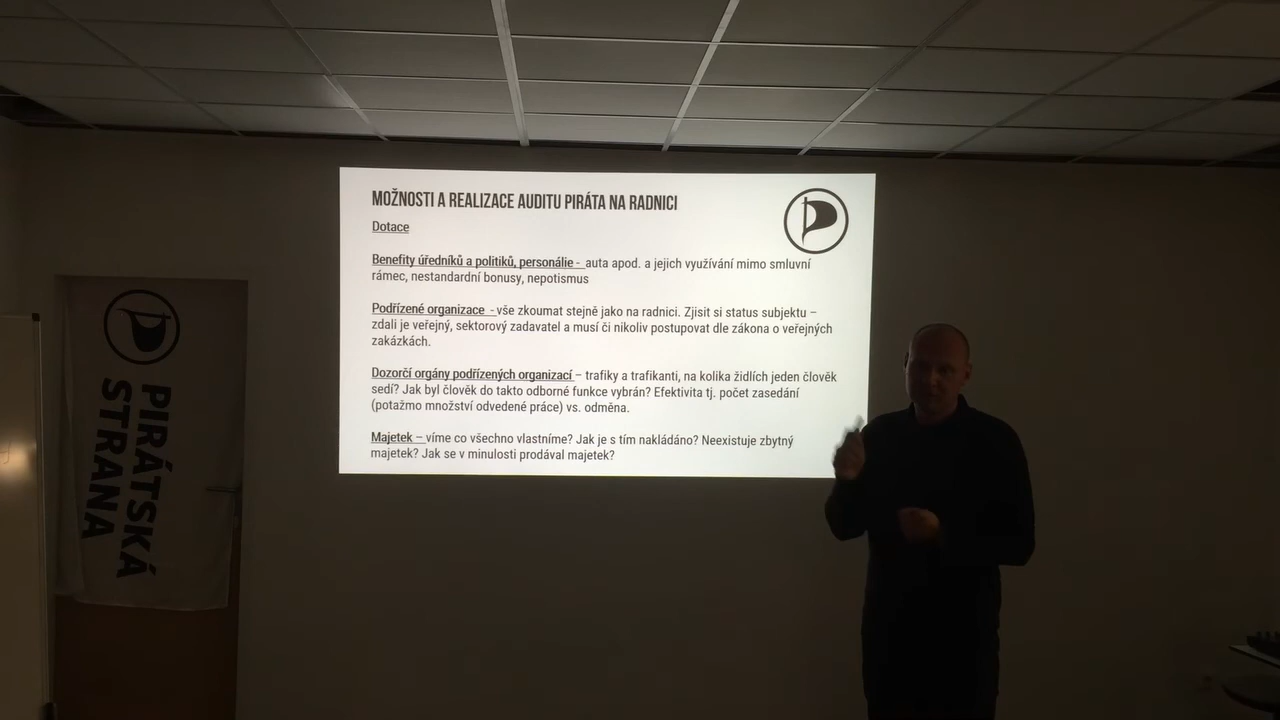 MOŽNOSTI A REALIZACE AUDITU PIRÁTA NA RADNICI
Dotace
Benefity úředníků a politiků, personálie - auta apod. a jejich využívání mimo smluvní
rámec, nestandardní bonusy, nepotismus
Podřízené organizace - vše zkoumat stejně jako na radnici. Zjisit si status subjektu –
zdali je veřejný, sektorový zadavatel a musí či nikoliv postupovat dle zákona o veřejných
zakázkách.
Dozorčí orgány podřízených organizací – trafiky a trafikanti, na kolika židlích jeden člověk
sedí? Jak byl člověk do takto odborné funkce vybrán? Efektivita tj. počet zasedání
(potažmo množství odvedené práce) vs. odměna.
Majetek – víme co všechno vlastníme? Jak je s tím nakládáno? Neexistuje zbytný
majetek? Jak se v minulosti prodával majetek?
PIRÁTSKÁ
STRANA